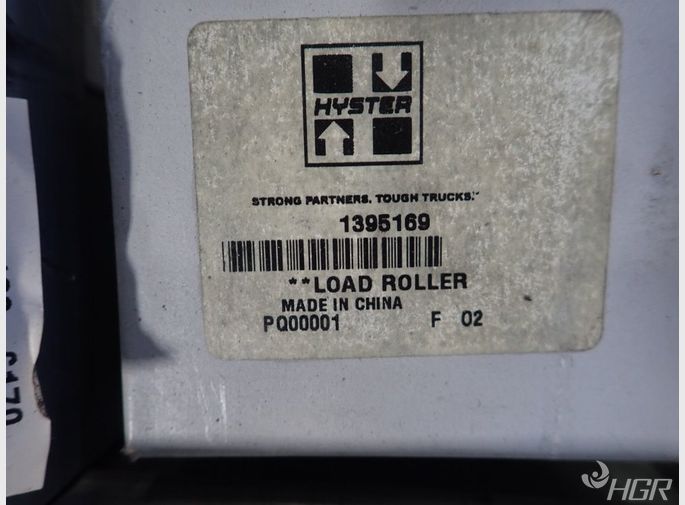 HYSTER
STRONG PARTNERS. TOUGH TRUCKS.™
1395169
**LOAD ROLLER
MADE IN CHINA
PQ00001 F 02
HGR